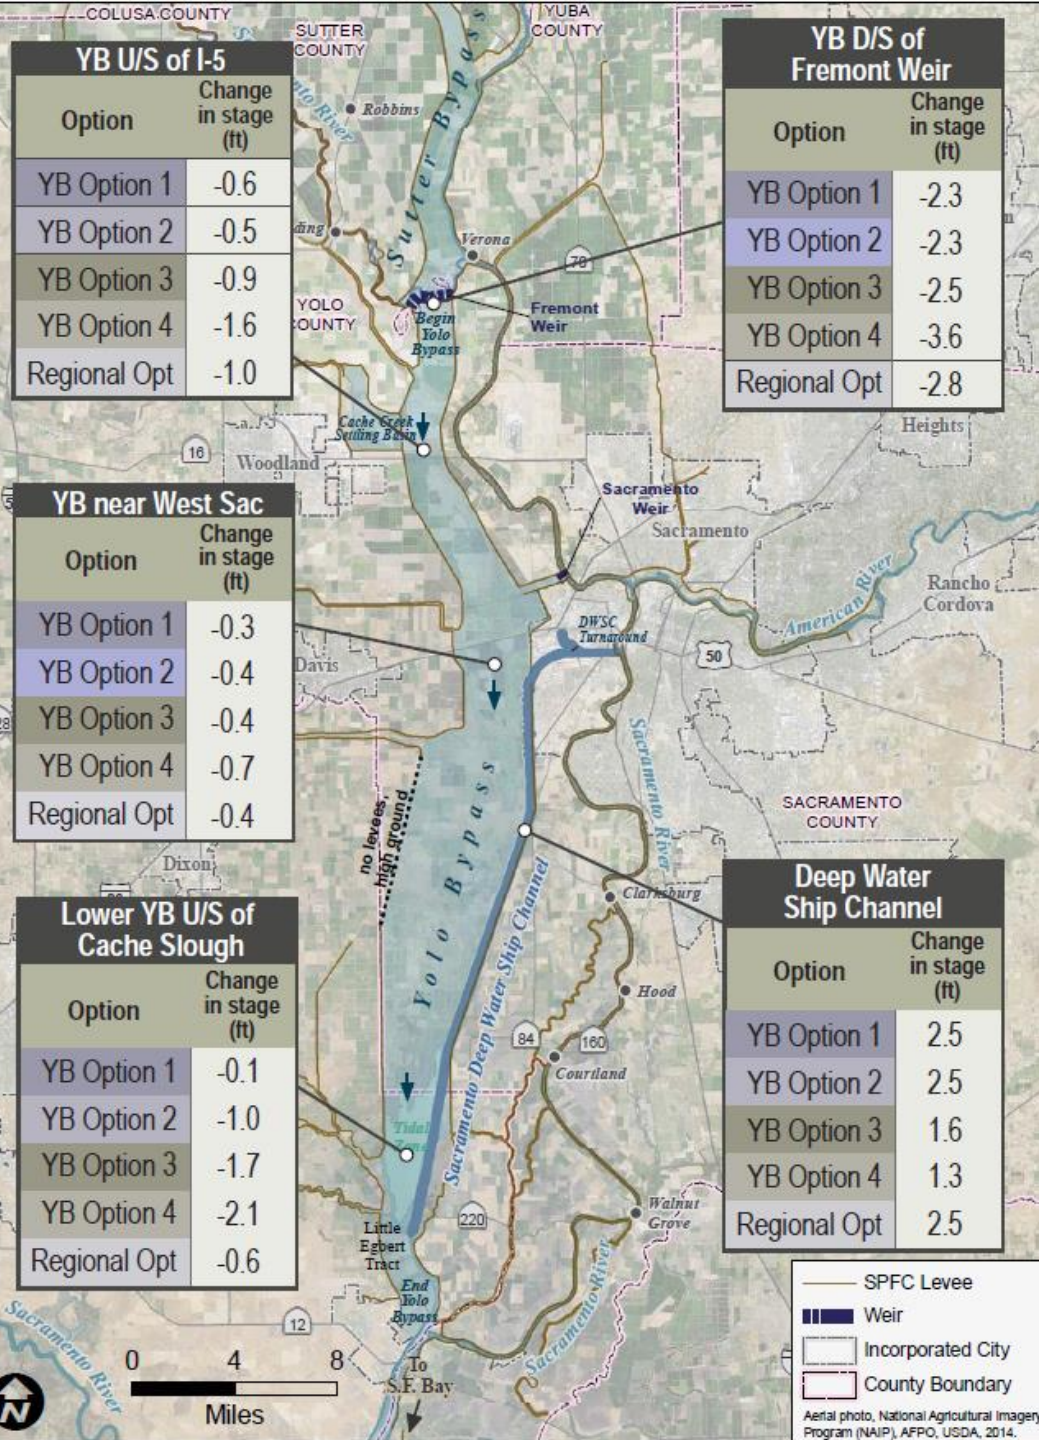 COLUSA COUNTY
SUTTER
COUNTY
YUBA
COUNTY
YB U/S of I-5
Option
Change
in stage
(ft)
YB Option 1 -0.6
YB Option 2 -0.5
YB Option 3 -0.9
YB Option 4 -1.6
Regional Opt -1.0
YB D/S of
Fremont Weir
Option
Change
in stage
(ft)
YB Option 1 -2.3
YB Option 2 -2.3
YB Option 3 -2.5
YB Option 4 -3.6
Regional Opt -2.8
Robbins
Sutter Bypass
Verona
70
YOLO
COUNTY
Begin
Yolo
Bypass
Fremont
Weir
Cache Creek
Settling Basin
16
Woodland
Heights
YB near West Sac
Option
Change
in stage
(ft)
YB Option 1 -0.3
YB Option 2 -0.4
YB Option 3 -0.4
YB Option 4 -0.7
Regional Opt -0.4
Sacramento
Weir
Sacramento
American River
Rancho
Cordova
DWSC
Turnaround
50
Davis
Sacramento River
SACRAMENTO
COUNTY
no levees
high ground
Yolo Bypass
Dixon
Clarksburg
Sacramento Deep Water Ship Channel
Lower YB U/S of
Cache Slough
Option
Change
in stage
(ft)
YB Option 1 -0.1
YB Option 2 -1.0
YB Option 3 -1.7
YB Option 4 -2.1
Regional Opt -0.6
Deep Water
Ship Channel
Option
Change
in stage
(ft)
YB Option 1 2.5
YB Option 2 2.5
YB Option 3 1.6
YB Option 4 1.3
Regional Opt 2.5
Hood
84
160
Courtland
Tidal
220
Walnut
Grove
Little
Egbert
Tract
End
Yolo
Bypass
12
Sacramento River
Sacramento River
To
S.F. Bay
0 4 8
Miles
N
SPFC Levee
Weir
Incorporated City
County Boundary
Aerial photo, National Agricultural Imagery
Program (NAIP), AFPO, USDA, 2014.